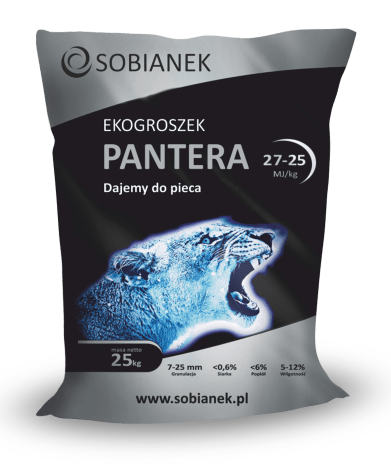 SOBIANEK
EKOGROSZEK
PANTERA
27-25
MJ/kg
Dajemy do pieca
masa netto
25kg
7-25 mm <0,6% <6% 5-12%
Granulacja Siarka Popiół Wilgotność
www.sobianek.pl